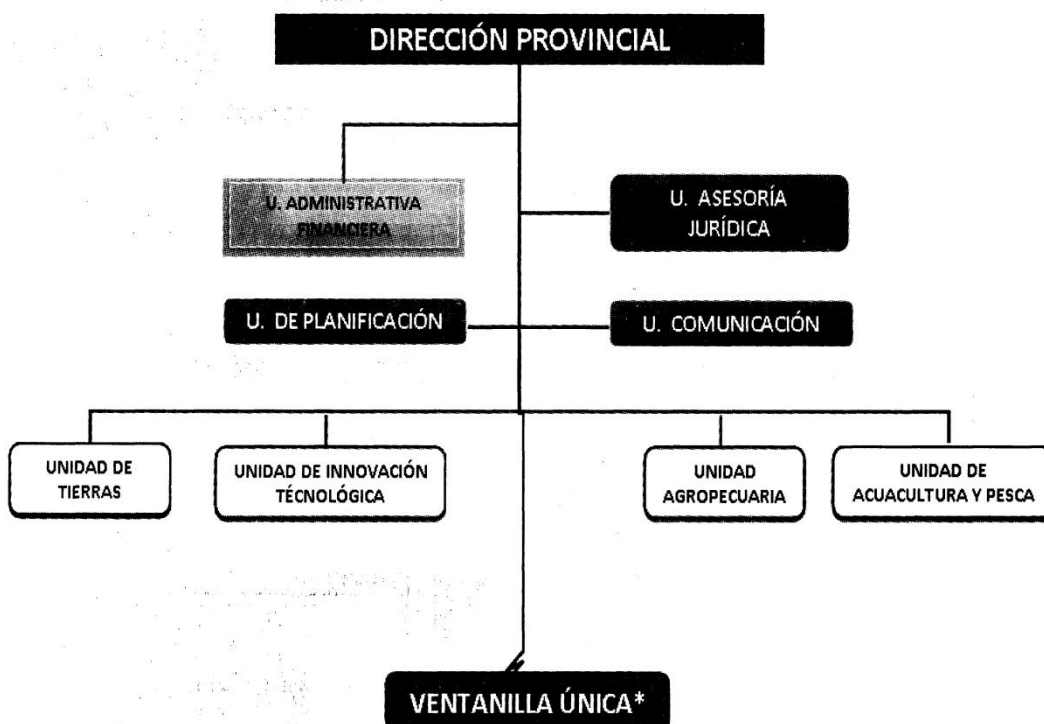 DIRECCIÓN PROVINCIAL
U. ADMINISTRATIVA
FINANCIERA
U. ASESORÍA
JURÍDICA
U. DE PLANIFICACIÓN
U. COMUNICACIÓN
UNIDAD DE
TIERRAS
UNIDAD DE INNOVACIÓN
TÉCNOLÓGICA
UNIDAD
AGROPECUARIA
UNIDAD DE
ACUACULTURA Y PESCA
VENTANILLA ÚNICA*